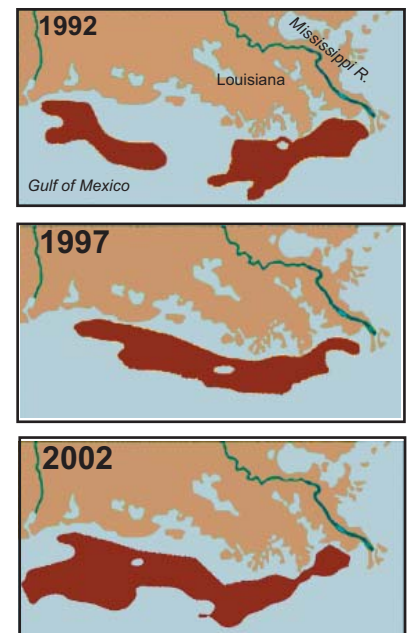 1992
Mississippi R.
Louisiana
Gulf of Mexico
1997
2002